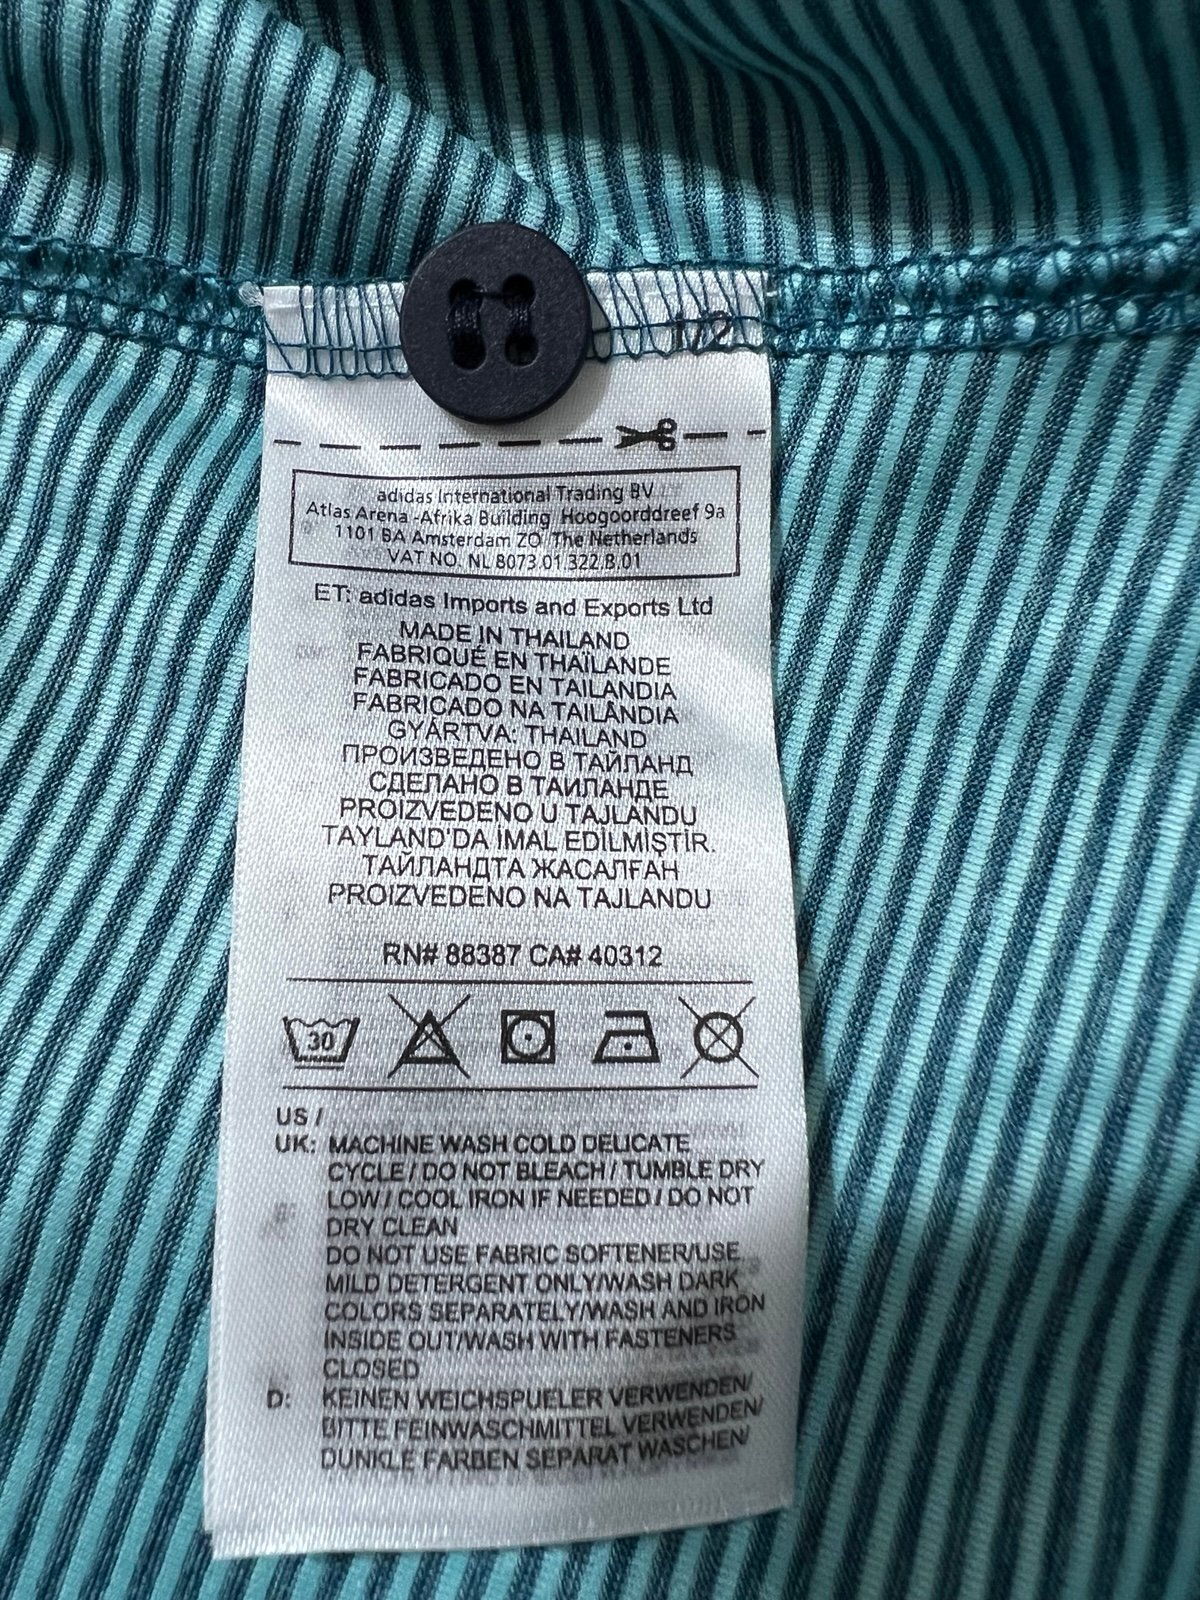 1/2
adidas International Trading BV
Atlas Arena -Afrika Building Hoogoorddreef 9a
1101 BA Amsterdam ZO The Netherlands
VAT NO. NL 8073.01.322.B.01
ET: adidas Imports and Exports Ltd
MADE IN THAILAND
FABRIQUÉ EN THAÏLANDE
FABRICADO EN TAILANDIA
FABRICADO NA TAILÂNDIA
GYÁRTVA: THAILAND
ПРОИЗВЕДЕНО В ТАЙЛАНД
СДЕЛАНО В ТАИЛАНДЕ
PROIZVEDENO U TAJLANDU
TAYLAND'DA İMAL EDİLMİŞTİR.
ТАЙЛАНДТА ЖАСАЛҒАН
PROIZVEDENO NA TAJLANDU
RN# 88387 CA# 40312
30
US /
UK: MACHINE WASH COLD DELICATE
CYCLE / DO NOT BLEACH / TUMBLE DRY
LOW / COOL IRON IF NEEDED / DO NOT
DRY CLEAN
DO NOT USE FABRIC SOFTENER/USE
MILD DETERGENT ONLY/WASH DARK
COLORS SEPARATELY/WASH AND IRON
INSIDE OUT/WASH WITH FASTENERS
CLOSED
D: KEINEN WEICHSPUELER VERWENDEN/
BITTE FEINWASCHMITTEL VERWENDEN/
DUNKLE FARBEN SEPARAT WASCHEN/